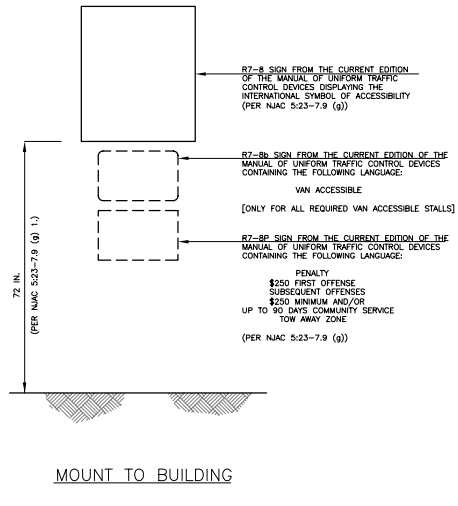 R7-8 SIGN FROM THE CURRENT EDITION
OF THE MANUAL OF UNIFORM TRAFFIC
CONTROL DEVICES DISPLAYING THE
INTERNATIONAL SYMBOL OF ACCESSIBILITY
(PER NJAC 5:23-7.9 (g))
R7-8b SIGN FROM THE CURRENT EDITION OF THE
MANUAL OF UNIFORM TRAFFIC CONTROL DEVICES
CONTAINING THE FOLLOWING LANGUAGE:
VAN ACCESSIBLE
[ONLY FOR ALL REQUIRED VAN ACCESSIBLE STALLS]
R7-8P SIGN FROM THE CURRENT EDITION OF THE
MANUAL OF UNIFORM TRAFFIC CONTROL DEVICES
CONTAINING THE FOLLOWING LANGUAGE:
PENALTY
$250 FIRST OFFENSE
SUBSEQUENT OFFENSES
$250 MINIMUM AND/OR
UP TO 90 DAYS COMMUNITY SERVICE
TOW AWAY ZONE
(PER NJAC 5:23-7.9 (g))
72 IN.
(PER NJAC 5:23-7.9 (g) 1.)
MOUNT TO BUILDING